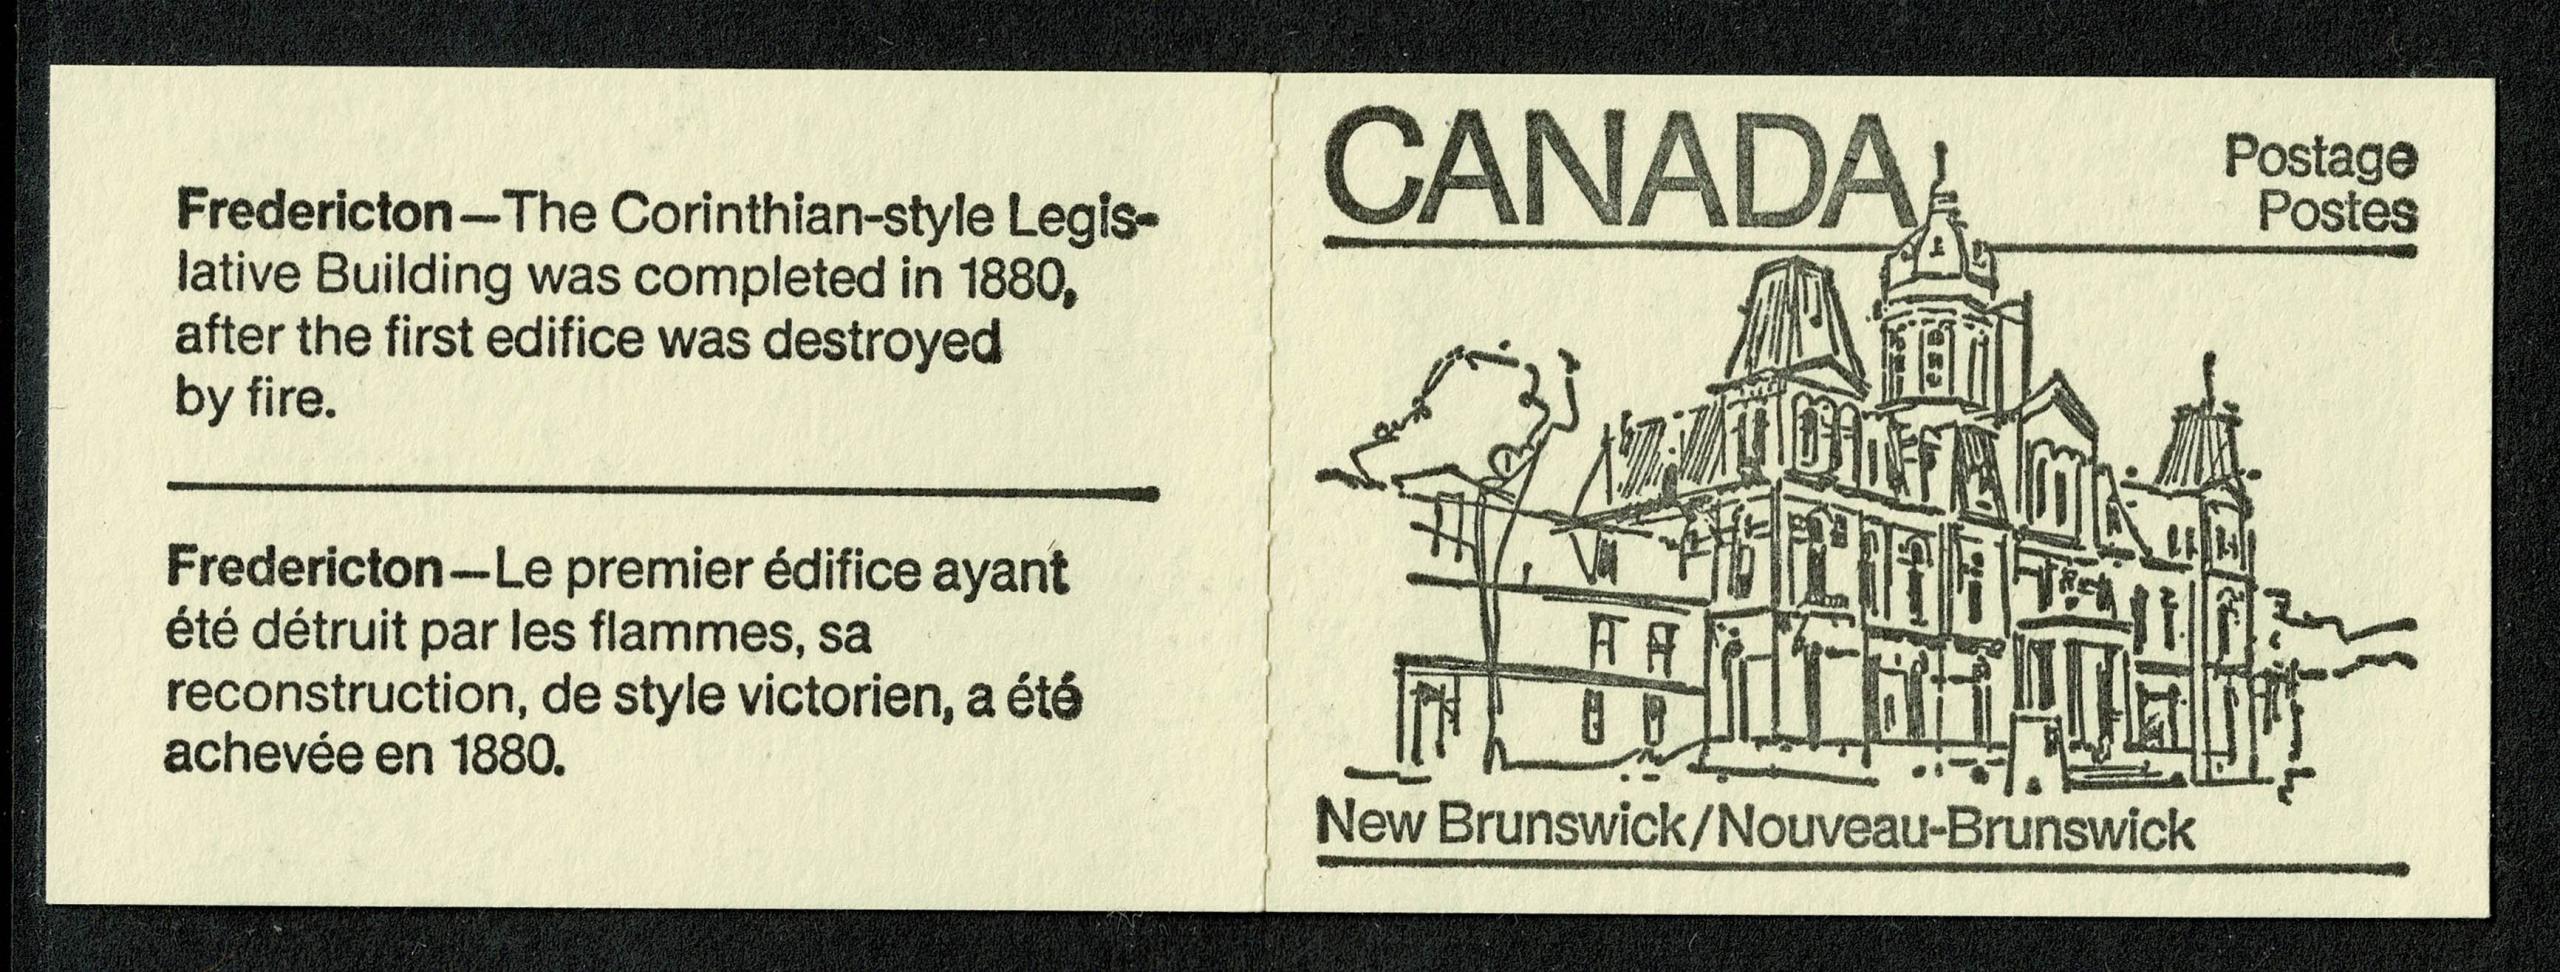 Fredericton—The Corinthian-style Legis-
lative Building was completed in 1880,
after the first edifice was destroyed
by fire.
Fredericton—Le premier édifice ayant
été détruit par les flammes, sa
reconstruction, de style victorien, a été
achevée en 1880.
CANADA
Postage
Postes
New Brunswick/Nouveau-Brunswick